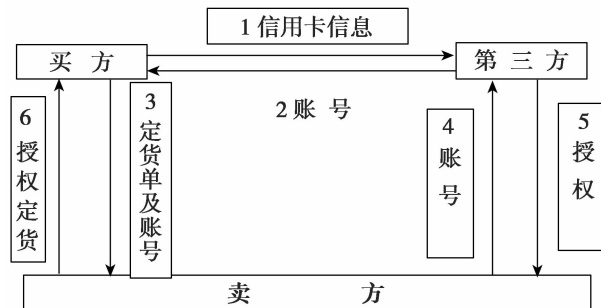 1 信用卡信息
买 方
第 三 方
2 账 号
6 授权定货
3 定货单及账号
4 账号
5 授权
卖 方